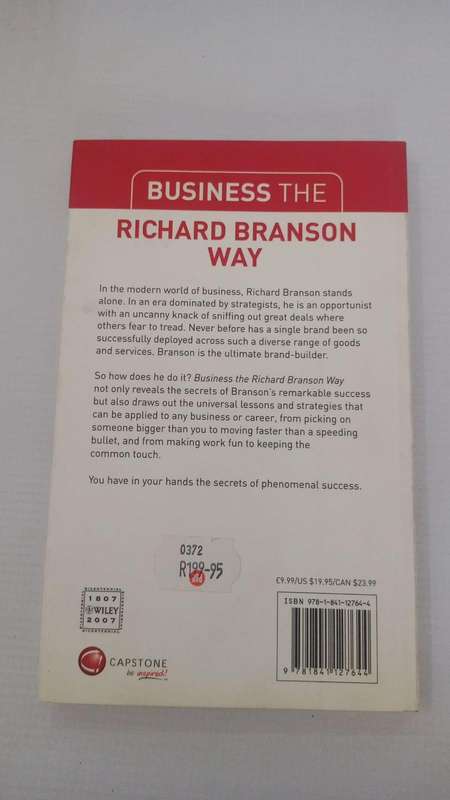 BUSINESS THE
RICHARD BRANSON
WAY
In the modern world of business, Richard Branson stands
alone. In an era dominated by strategists, he is an opportunist
with an uncanny knack of sniffing out great deals where
others fear to tread. Never before has a single brand been so
successfully deployed across such a diverse range of goods
and services. Branson is the ultimate brand-builder.
So how does he do it? Business the Richard Branson Way
not only reveals the secrets of Branson's remarkable success
but also draws out the universal lessons and strategies that
can be applied to any business or career, from picking on
someone bigger than you to moving faster than a speeding
bullet, and from making work fun to keeping the
common touch.
You have in your hands the secrets of phenomenal success.
0372
R199-95
£9.99/US $19.95/CAN $23.99
BICENTENNIAL
1807
WILEY
2007
BICENTENNIAL
ISBN 978-1-841-12764-4
9 781841 127644
CAPSTONE
be inspired!